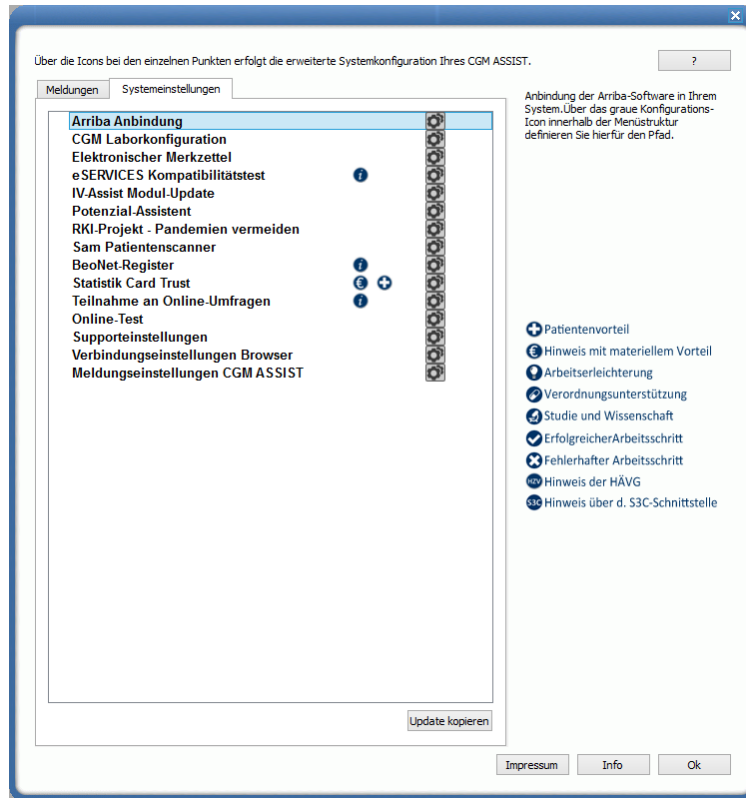 Über die Icons bei den einzelnen Punkten erfolgt die erweiterte Systemkonfiguration Ihres CGM ASSIST.
?
Meldungen
Systemeinstellungen
Arriba Anbindung
CGM Laborkonfiguration
Elektronischer Merkzettel
eSERVICES Kompatibilitätstest
IV-Assist Modul-Update
Potenzial-Assistent
RKI-Projekt - Pandemien vermeiden
Sam Patientenscanner
BeoNet-Register
Statistik Card Trust
Teilnahme an Online-Umfragen
Online-Test
Supporteinstellungen
Verbindungseinstellungen Browser
Meldungseinstellungen CGM ASSIST
Update kopieren
Anbindung der Arriba-Software in Ihrem
System.Über das graue Konfigurations-
Icon innerhalb der Menüstruktur
definieren Sie hierfür den Pfad.
Patientenvorteil
Hinweis mit materiellem Vorteil
Arbeitserleichterung
Verordnungsunterstützung
Studie und Wissenschaft
ErfolgreicherArbeitsschritt
Fehlerhafter Arbeitsschritt
HZV Hinweis der HÄVG
S3C Hinweis über d. S3C-Schnittstelle
Impressum
Info
Ok